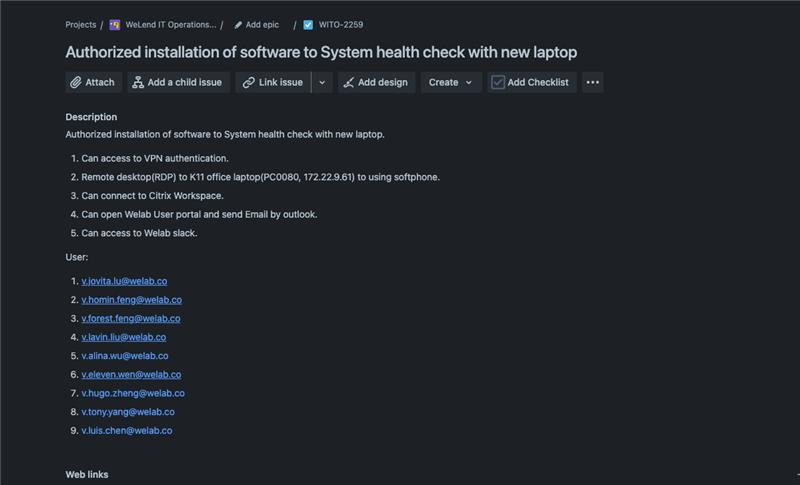 Projects / WeLend IT Operations... / Add epic / WITO-2259
Authorized installation of software to System health check with new laptop
Attach Add a child issue Link issue Add design Create Add Checklist ...
Description
Authorized installation of software to System health check with new laptop.
1. Can access to VPN authentication.
2. Remote desktop(RDP) to K11 office laptop(PC0080, 172.22.9.61) to using softphone.
3. Can connect to Citrix Workspace.
4. Can open Welab User portal and send Email by outlook.
5. Can access to Welab slack.
User:
1. v.jovita.lu@welab.co
2. v.homin.feng@welab.co
3. v.forest.feng@welab.co
4. v.lavin.liu@welab.co
5. v.alina.wu@welab.co
6. v.eleven.wen@welab.co
7. v.hugo.zheng@welab.co
8. v.tony.yang@welab.co
9. v.luis.chen@welab.co
Web links